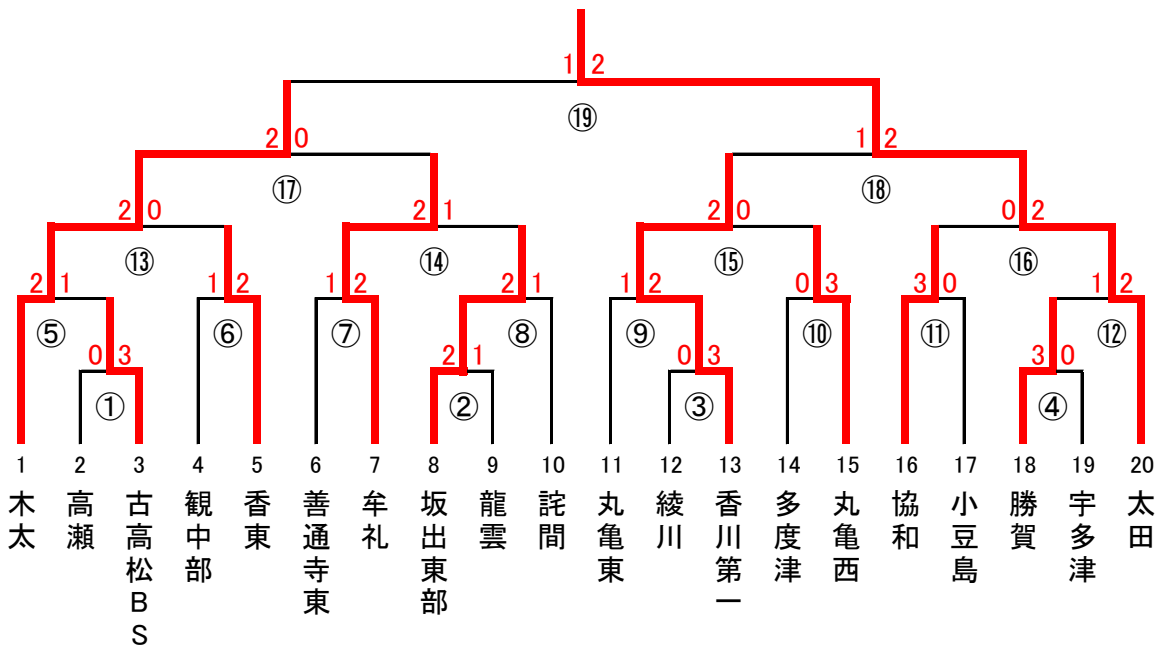 1 2
⑲
2 0
1 2
⑰
⑱
2 0
2 1
2 0
0 2
⑬
⑭
⑮
⑯
2 1
1 2
1 2
2 1
1 2
0 3
3 0
1 2
⑤
⑥
⑦
⑧
⑨
⑩
⑪
⑫
0 3
2 1
0 3
3 0
①
②
③
④
1 2 3 4 5 6 7 8 9 10 11 12 13 14 15 16 17 18 19 20
木太
高瀬
古高松BS
観中部
香東
善通寺東
牟礼
坂出東部
龍雲
詫間
丸亀東
綾川
香川第一
多度津
丸亀西
協和
小豆島
勝賀
宇多津
太田